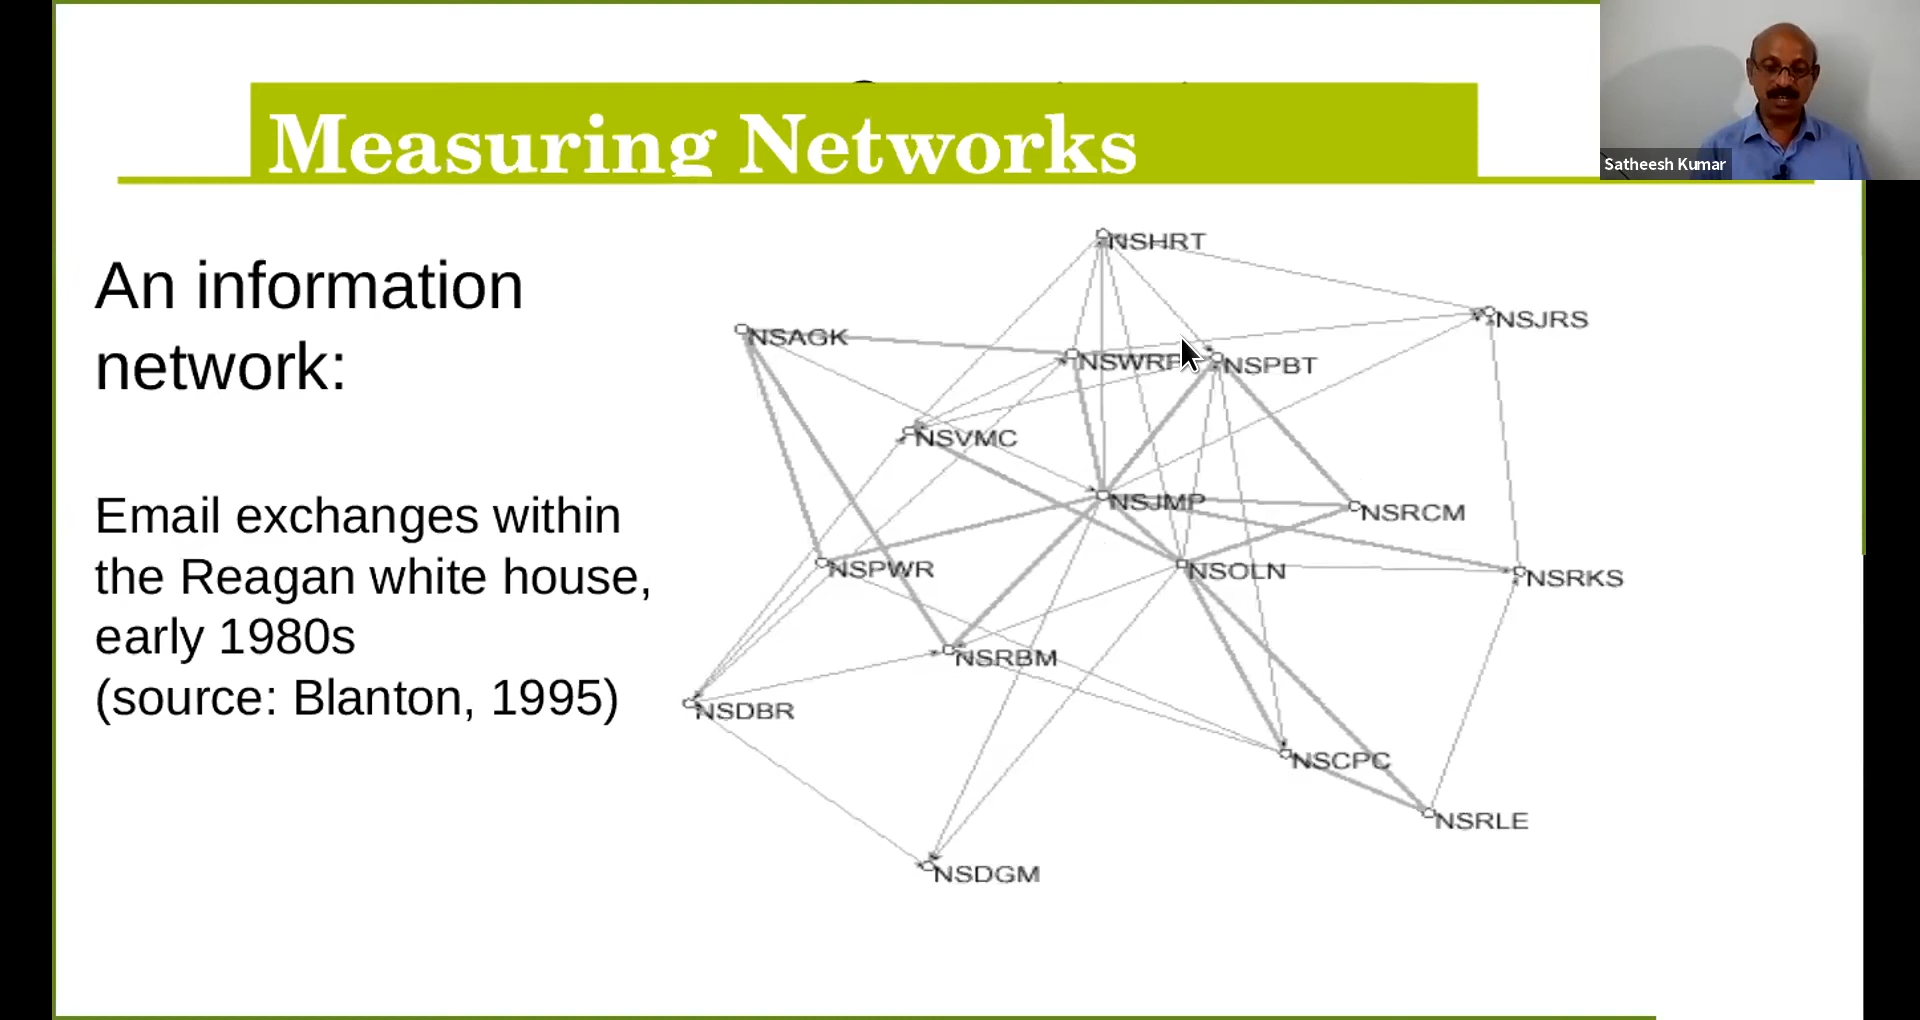 Measuring Networks
Satheesh Kumar
An information
network:
Email exchanges within
the Reagan white house,
early 1980s
(source: Blanton, 1995)
NSHRT
NSJRS
NSAGK
NSPBT
NSVMC
NSJMP
NSRCM
NSPWR
NSOLN
NSRKS
NSRBM
NSDBR
NSCPC
NSRLE
NSDGM